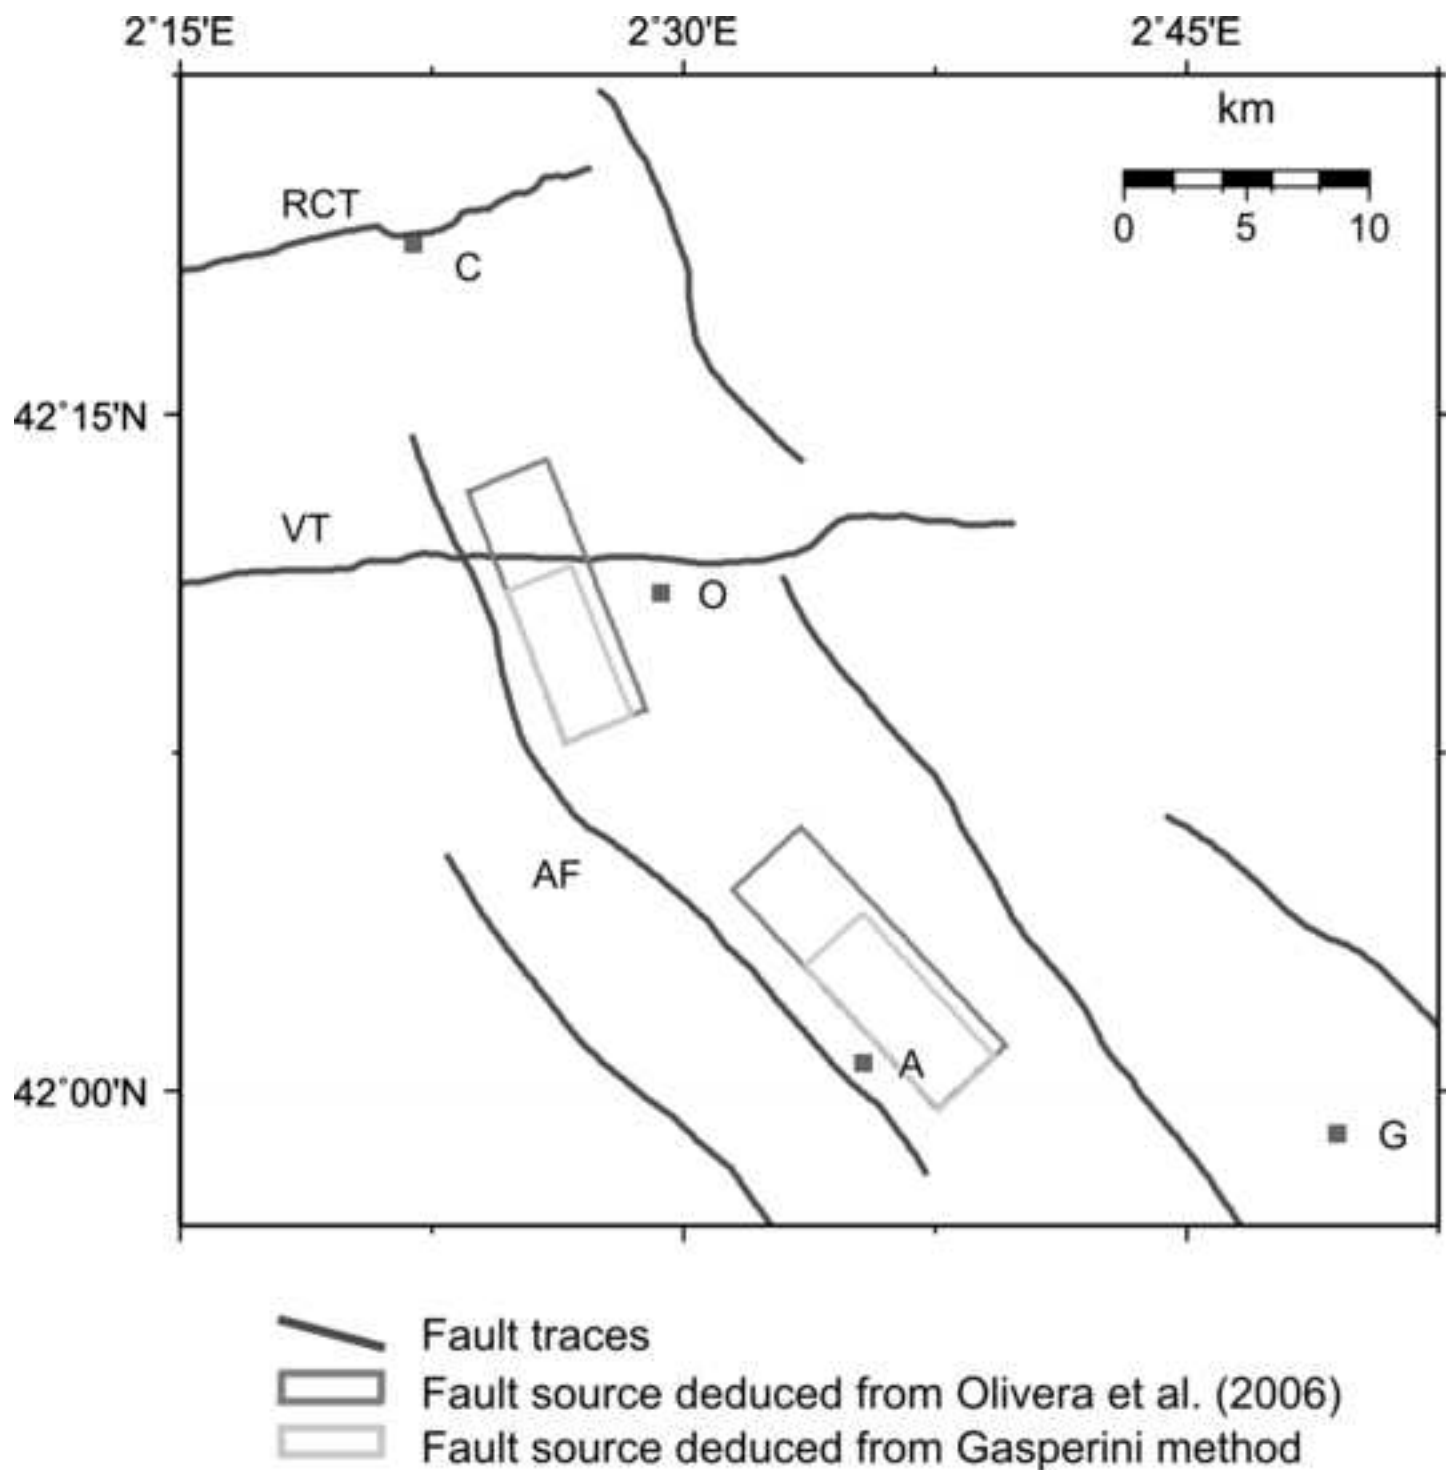 2°15'E 2°30'E 2°45'E
km
RCT
0 5 10
C
42°15'N
VT
O
AF
A
42°00'N
G
Fault traces
Fault source deduced from Olivera et al. (2006)
Fault source deduced from Gasperini method